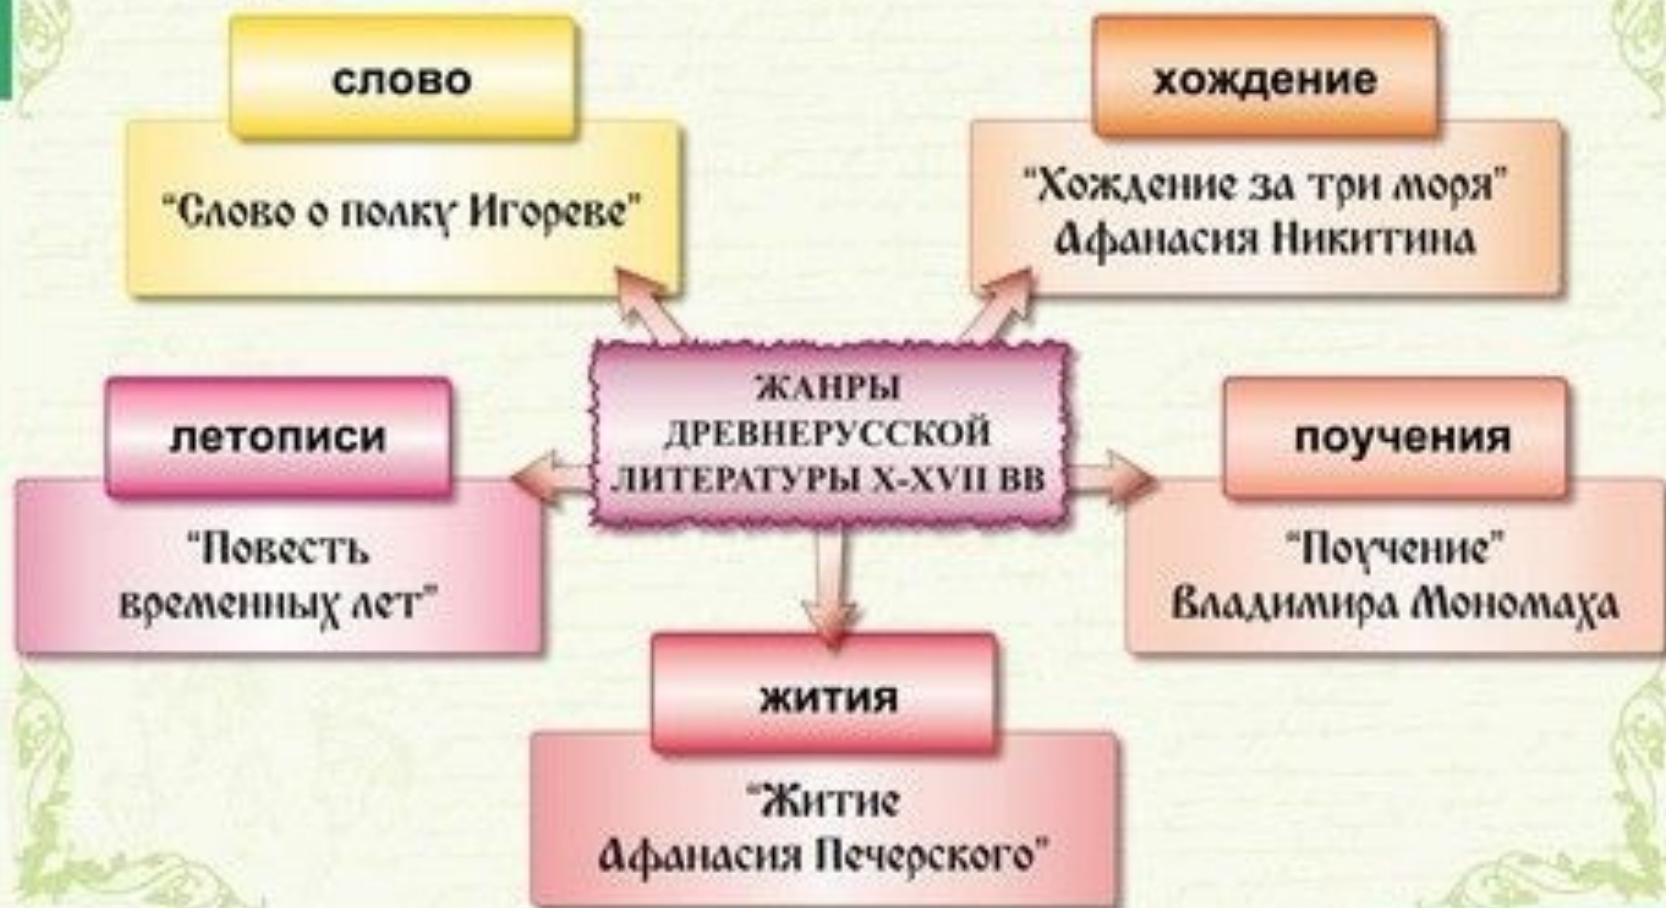 слово
"Слово о полку Игореве"
хождение
"Хождение за три моря"
Афанасия Никитина
ЖАНРЫ
ДРЕВНЕРУССКОЙ
ЛИТЕРАТУРЫ X-XVII ВВ
летописи
"Повесть
временных лет"
поучения
"Поучение"
Владимира Мономаха
жития
"Житие
Афанасия Печерского"